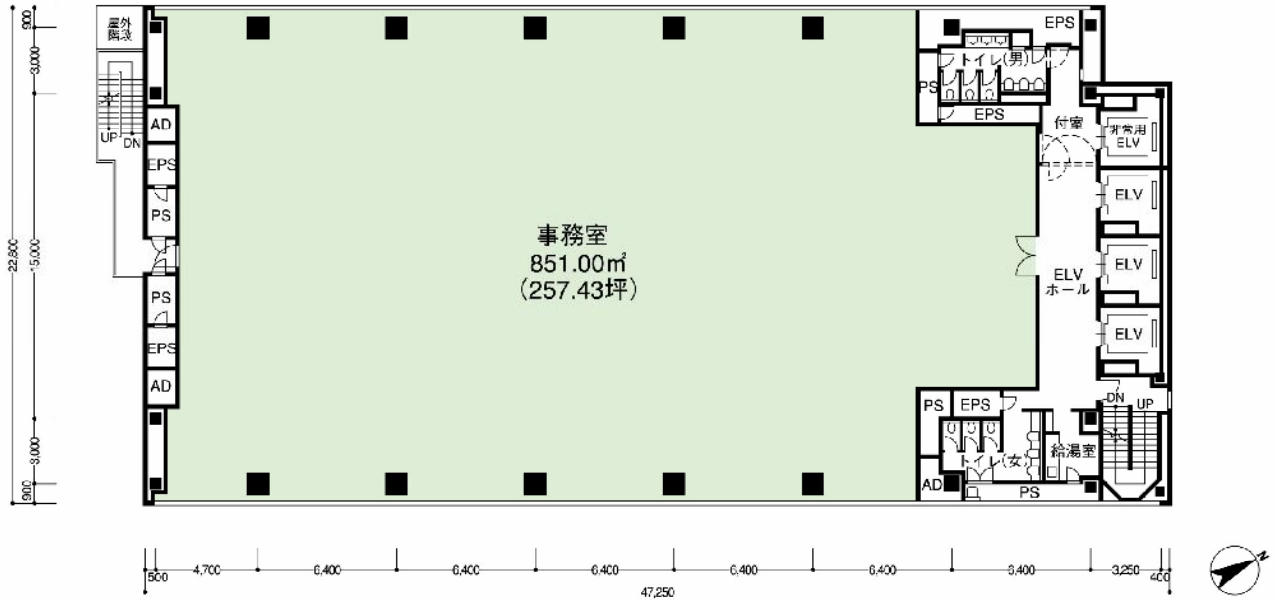 900
3,000
15,000
22,800
3,000
900
屋外
階段
UP
DN
AD
EPS
PS
PS
EPS
AD
事務室
851.00㎡
(257.43坪)
EPS
トイレ(男)
PS
EPS
付室
非常用
ELV
ELV
ELV
ELV
ELV
ホール
PS
EPS
DN
UP
トイレ(女)
給湯室
AD
PS
500
4,700
6,400
6,400
6,400
6,400
6,400
6,400
3,250
400
47,250
N